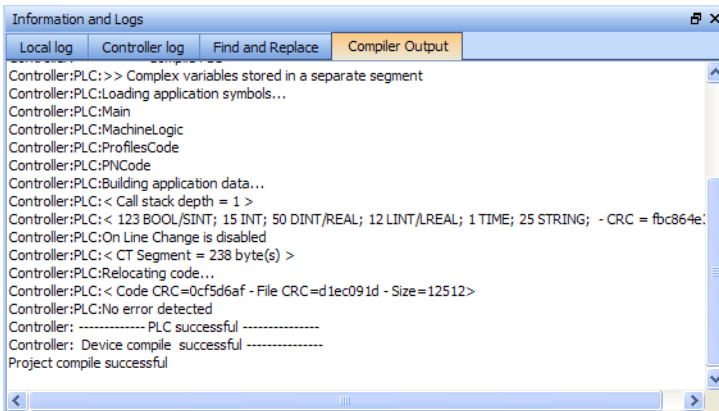 Information and Logs
Local log Controller log Find and Replace Compiler Output
Controller:PLC:>> Complex variables stored in a separate segment
Controller:PLC:Loading application symbols...
Controller:PLC:Main
Controller:PLC:MachineLogic
Controller:PLC:ProfilesCode
Controller:PLC:PNCode
Controller:PLC:Building application data...
Controller:PLC:< Call stack depth = 1 >
Controller:PLC:< 123 BOOL/SINT; 15 INT; 50 DINT/REAL; 12 LINT/LREAL; 1 TIME; 25 STRING;  - CRC = fbc864e
Controller:PLC:On Line Change is disabled
Controller:PLC:< CT Segment = 238 byte(s) >
Controller:PLC:Relocating code...
Controller:PLC:< Code CRC=0cf5d6af - File CRC=d1ec091d - Size=12512>
Controller:PLC:No error detected
Controller: ------------- PLC successful ---------------
Controller:  Device compile  successful ---------------
Project compile successful